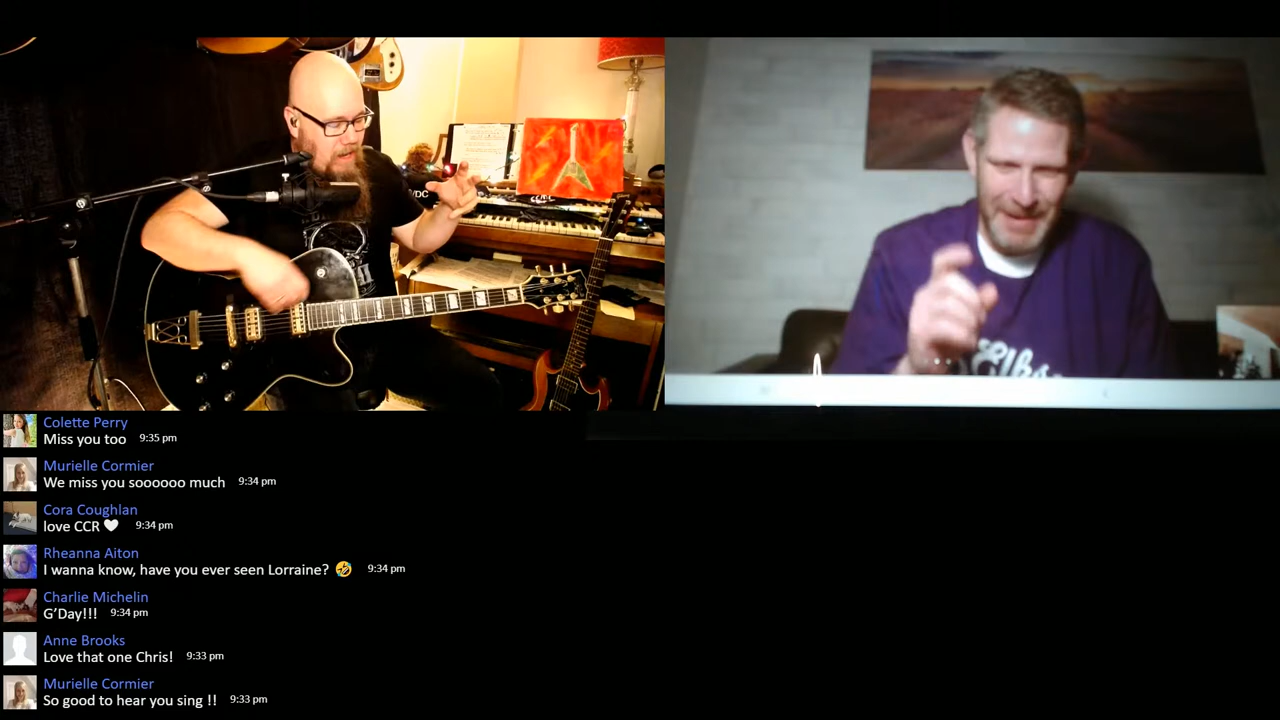 DC
Elks
Colette Perry
Miss you too 9:35 pm
Murielle Cormier
We miss you soooooo much 9:34 pm
Cora Coughlan
love CCR 🤍 9:34 pm
Rheanna Aiton
I wanna know, have you ever seen Lorraine? 🤣 9:34 pm
Charlie Michelin
G’Day!!! 9:34 pm
Anne Brooks
Love that one Chris! 9:33 pm
Murielle Cormier
So good to hear you sing !! 9:33 pm